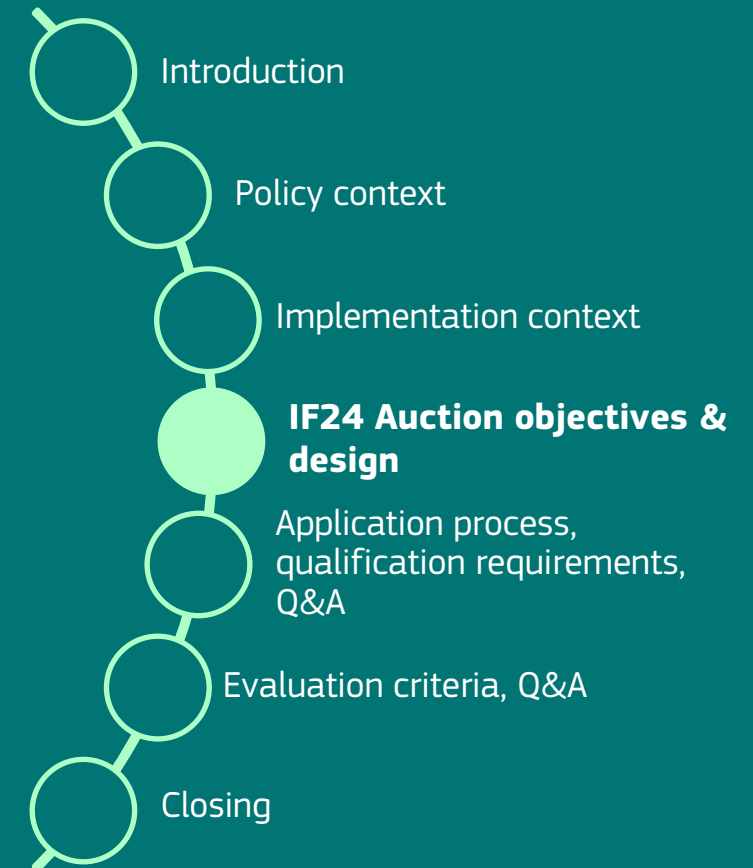 Introduction
Policy context
Implementation context
IF24 Auction objectives &
design
Application process,
qualification requirements,
Q&A
Evaluation criteria, Q&A
Closing